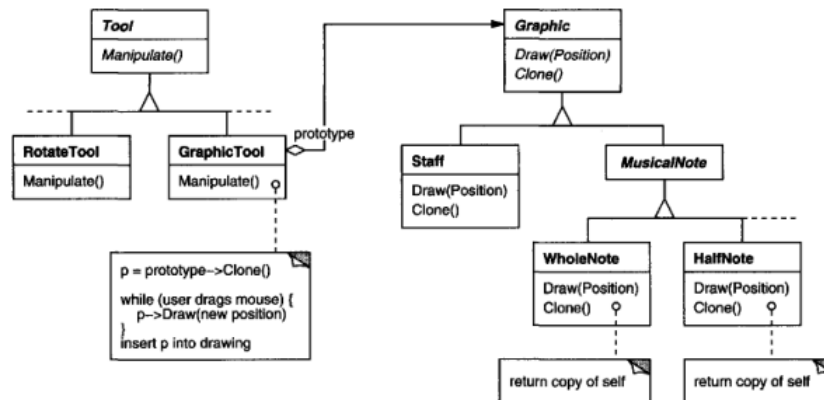 Tool
Manipulate()
Graphic
Draw(Position)
Clone()
prototype
RotateTool
Manipulate()
GraphicTool
Manipulate()
Staff
Draw(Position)
Clone()
MusicalNote
p = prototype->Clone()
while (user drags mouse) {
p->Draw(new position)
}
insert p into drawing
WholeNote
Draw(Position)
Clone()
HalfNote
Draw(Position)
Clone()
return copy of self
return copy of self